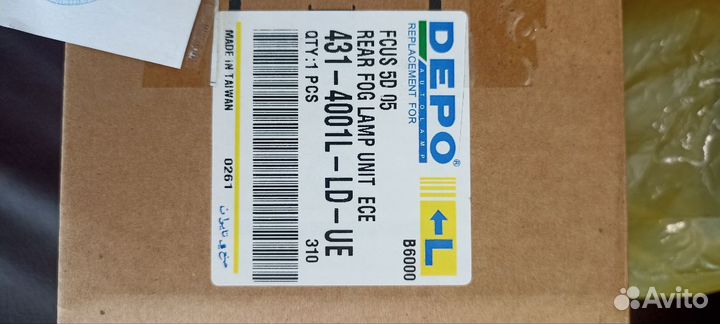 DEPO®
AUTOLAMP
REPLACEMENT FOR
←L
B6000
FCUS 5D 05
REAR FOG LAMP UNIT ECE
431-4001L-LD-UE
QTY:1 PCS
310
MADE IN TAIWAN
0261
Avito